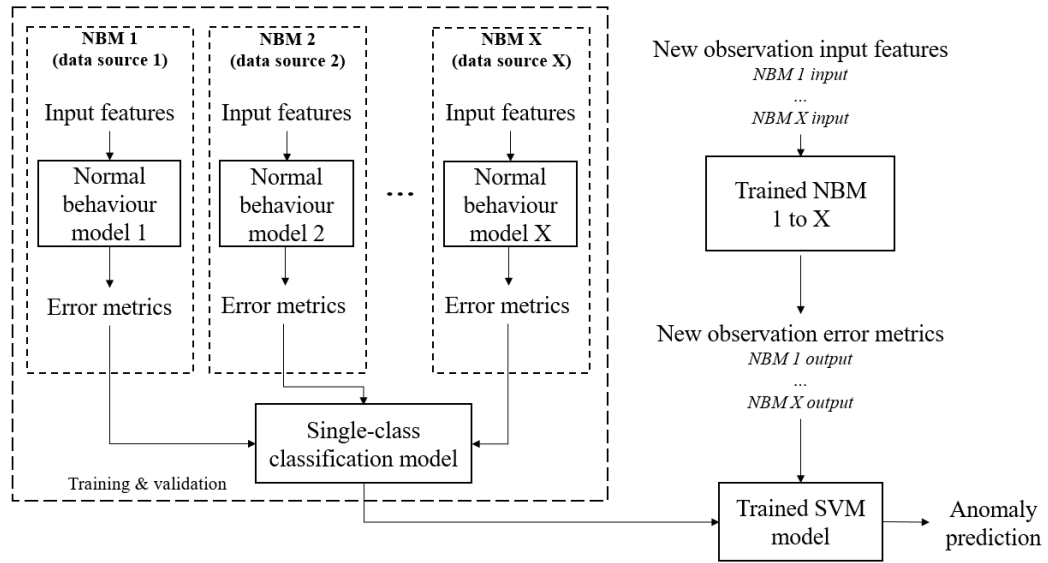 NBM 1
(data source 1)
Input features
Normal
behaviour
model 1
Error metrics
NBM 2
(data source 2)
Input features
Normal
behaviour
model 2
Error metrics
...
NBM X
(data source X)
Input features
Normal
behaviour
model X
Error metrics
Single-class
classification model
Training & validation
New observation input features
NBM 1 input
...
NBM X input
Trained NBM
1 to X
New observation error metrics
NBM 1 output
...
NBM X output
Trained SVM
model
Anomaly
prediction